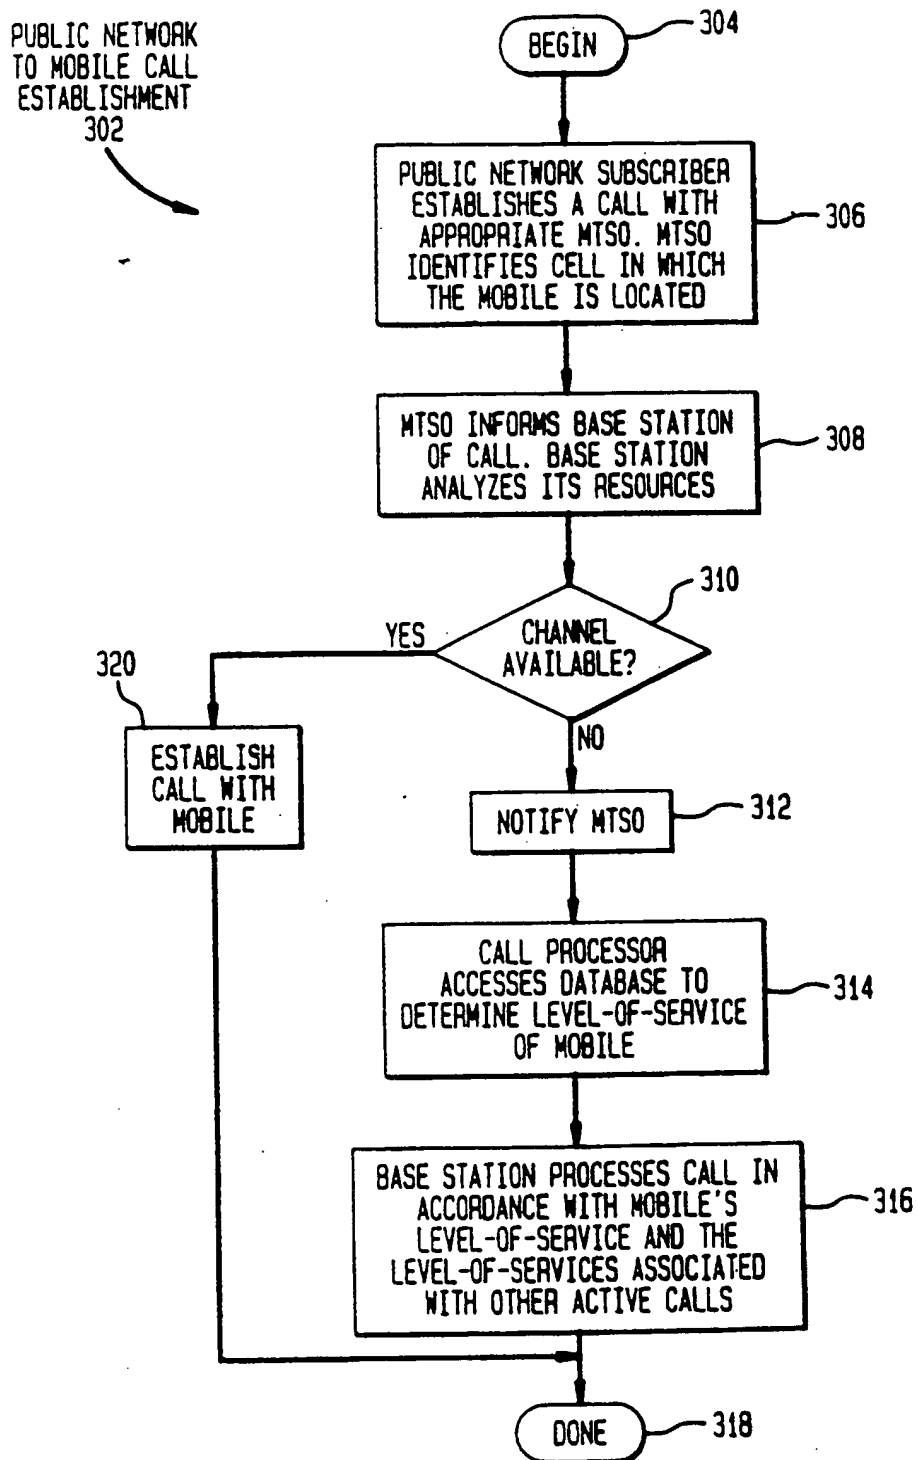 PUBLIC NETWORK
TO MOBILE CALL
ESTABLISHMENT
302
BEGIN
304
PUBLIC NETWORK SUBSCRIBER
ESTABLISHES A CALL WITH
APPROPRIATE MTSO. MTSO
IDENTIFIES CELL IN WHICH
THE MOBILE IS LOCATED
306
MTSO INFORMS BASE STATION
OF CALL. BASE STATION
ANALYZES ITS RESOURCES
308
310
CHANNEL
AVAILABLE?
YES
NO
320
ESTABLISH
CALL WITH
MOBILE
NOTIFY MTSO
312
CALL PROCESSOR
ACCESSES DATABASE TO
DETERMINE LEVEL-OF-SERVICE
OF MOBILE
314
BASE STATION PROCESSES CALL IN
ACCORDANCE WITH MOBILE'S
LEVEL-OF-SERVICE AND THE
LEVEL-OF-SERVICES ASSOCIATED
WITH OTHER ACTIVE CALLS
316
DONE
318